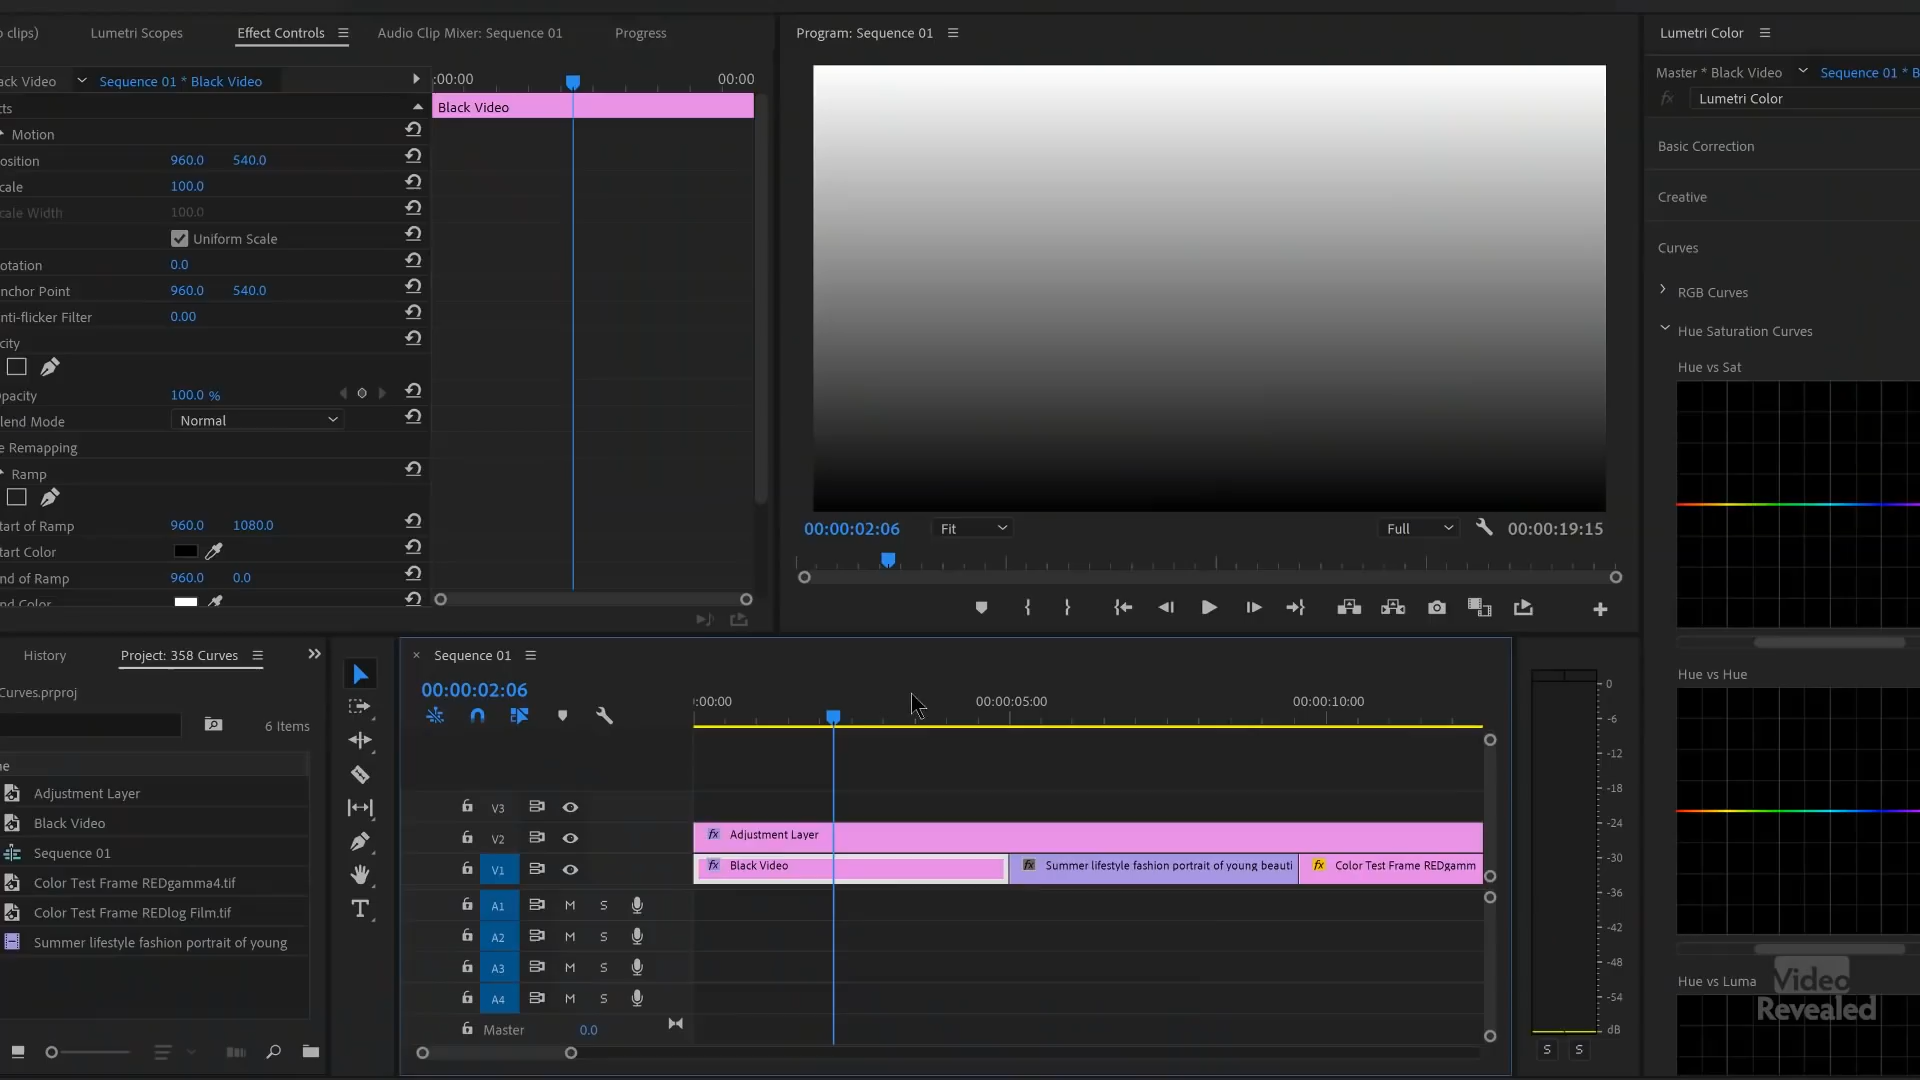 o clips)
Lumetri Scopes
Effect Controls
Audio Clip Mixer: Sequence 01
Progress
ack Video
Sequence 01 * Black Video
:00:00
00:00
Black Video
cts
Motion
osition
960.0
540.0
cale
100.0
cale Width
100.0
Uniform Scale
otation
0.0
nchor Point
960.0
540.0
nti-flicker Filter
0.00
city
pacity
100.0 %
lend Mode
Normal
e Remapping
Ramp
tart of Ramp
960.0
1080.0
tart Color
nd of Ramp
960.0
0.0
nd Color
Program: Sequence 01
00:00:02:06
Fit
Full
00:00:19:15
Lumetri Color
Master * Black Video
Sequence 01 * B
fx
Lumetri Color
Basic Correction
Creative
Curves
RGB Curves
Hue Saturation Curves
Hue vs Sat
Hue vs Hue
Hue vs Luma
History
Project: 358 Curves
Curves.prproj
6 Items
ne
Adjustment Layer
Black Video
Sequence 01
Color Test Frame REDgamma4.tif
Color Test Frame REDlog Film.tif
Summer lifestyle fashion portrait of young
T
× Sequence 01
00:00:02:06
:00:00
00:00:05:00
00:00:10:00
V3
V2
fx Adjustment Layer
V1
fx Black Video
fx Summer lifestyle fashion portrait of young beauti
fx Color Test Frame REDgamm
A1 M S
A2 M S
A3 M S
A4 M S
Master
0.0
0
-6
-12
-18
-24
-30
-36
-42
-48
-54
dB
S S
Video
Revealed